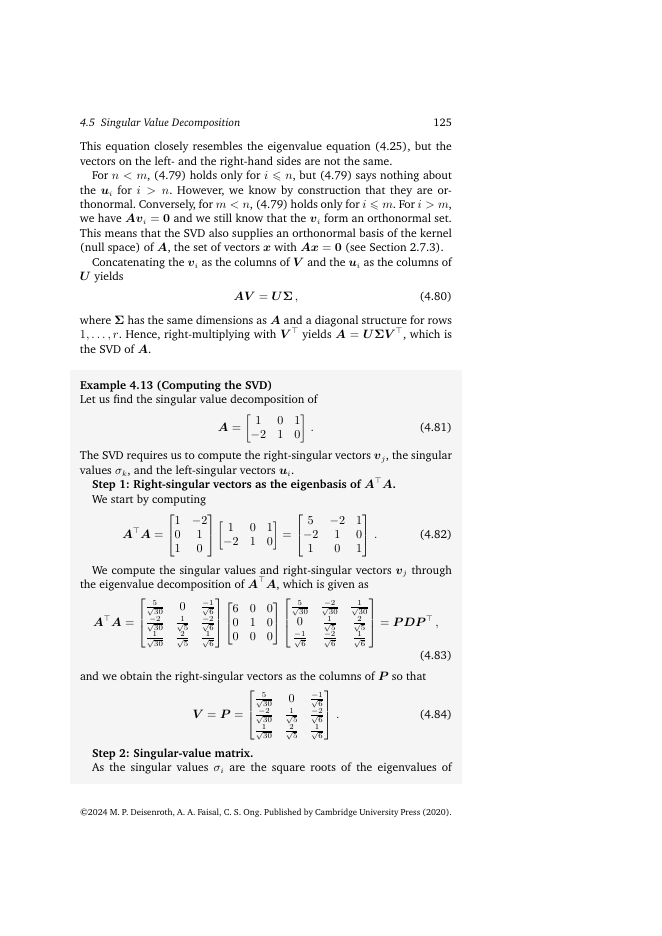 4.5 Singular Value Decomposition 125
This equation closely resembles the eigenvalue equation (4.25), but the
vectors on the left- and the right-hand sides are not the same.
For n < m, (4.79) holds only for i ⩽ n, but (4.79) says nothing about
the uᵢ for i > n. However, we know by construction that they are or-
thonormal. Conversely, for m < n, (4.79) holds only for i ⩽ m. For i > m,
we have Avᵢ = 0 and we still know that the vᵢ form an orthonormal set.
This means that the SVD also supplies an orthonormal basis of the kernel
(null space) of A, the set of vectors x with Ax = 0 (see Section 2.7.3).
Concatenating the vᵢ as the columns of V and the uᵢ as the columns of
U yields
AV = UΣ , (4.80)
where Σ has the same dimensions as A and a diagonal structure for rows
1, . . . , r. Hence, right-multiplying with V⊤ yields A = UΣV⊤, which is
the SVD of A.
Example 4.13 (Computing the SVD)
Let us find the singular value decomposition of
A = [1 0 1; −2 1 0] . (4.81)
The SVD requires us to compute the right-singular vectors vⱼ, the singular
values σₖ, and the left-singular vectors uᵢ.
Step 1: Right-singular vectors as the eigenbasis of A⊤A.
We start by computing
A⊤A = [1 −2; 0 1; 1 0] [1 0 1; −2 1 0] = [5 −2 1; −2 1 0; 1 0 1] . (4.82)
We compute the singular values and right-singular vectors vⱼ through
the eigenvalue decomposition of A⊤A, which is given as
A⊤A = [5/√30 0 −1/√6; −2/√30 1/√5 −2/√6; 1/√30 2/√5 1/√6] [6 0 0; 0 1 0; 0 0 0] [5/√30 −2/√30 1/√30; 0 1/√5 2/√5; −1/√6 −2/√6 1/√6] = PDP⊤ ,
(4.83)
and we obtain the right-singular vectors as the columns of P so that
V = P = [5/√30 0 −1/√6; −2/√30 1/√5 −2/√6; 1/√30 2/√5 1/√6] . (4.84)
Step 2: Singular-value matrix.
As the singular values σᵢ are the square roots of the eigenvalues of
©2024 M. P. Deisenroth, A. A. Faisal, C. S. Ong. Published by Cambridge University Press (2020).